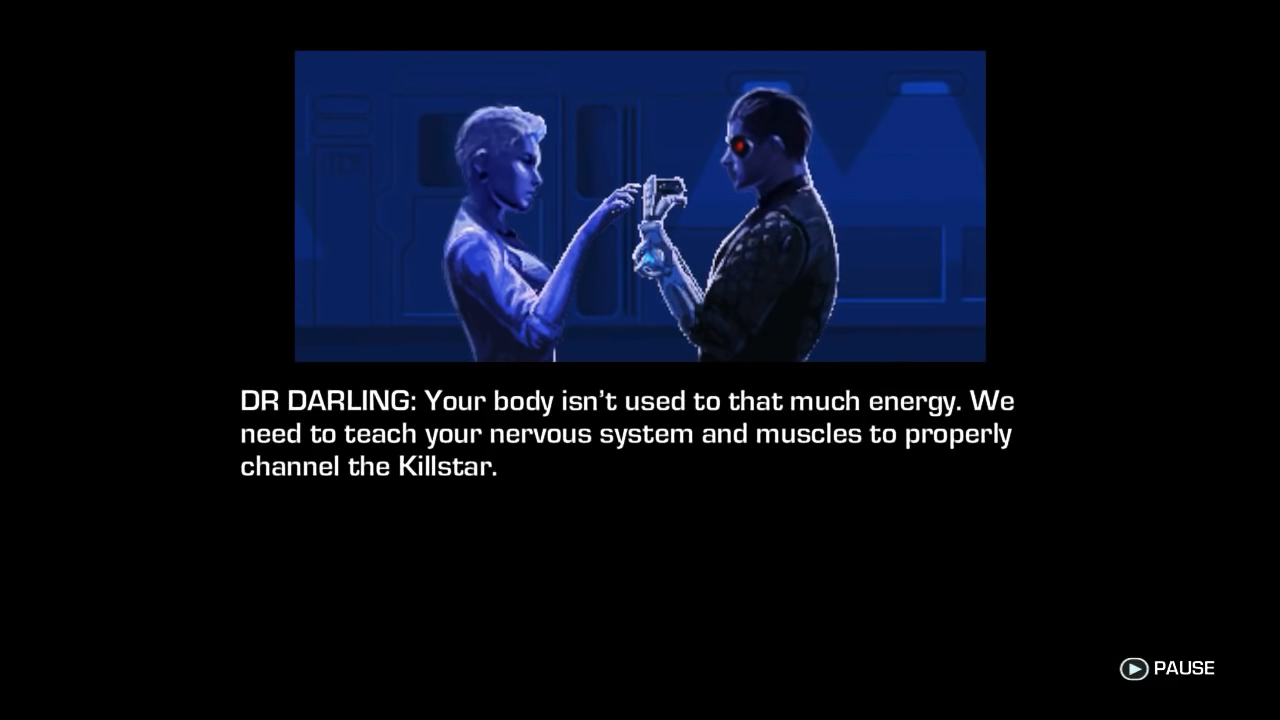 DR DARLING: Your body isn’t used to that much energy. We
need to teach your nervous system and muscles to properly
channel the Killstar.
PAUSE